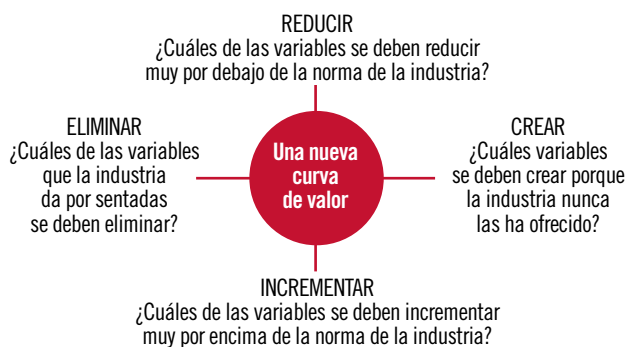 REDUCIR
¿Cuáles de las variables se deben reducir
muy por debajo de la norma de la industria?
ELIMINAR
¿Cuáles de las variables
que la industria
da por sentadas
se deben eliminar?
Una nueva
curva
de valor
CREAR
¿Cuáles variables
se deben crear porque
la industria nunca
las ha ofrecido?
INCREMENTAR
¿Cuáles de las variables se deben incrementar
muy por encima de la norma de la industria?